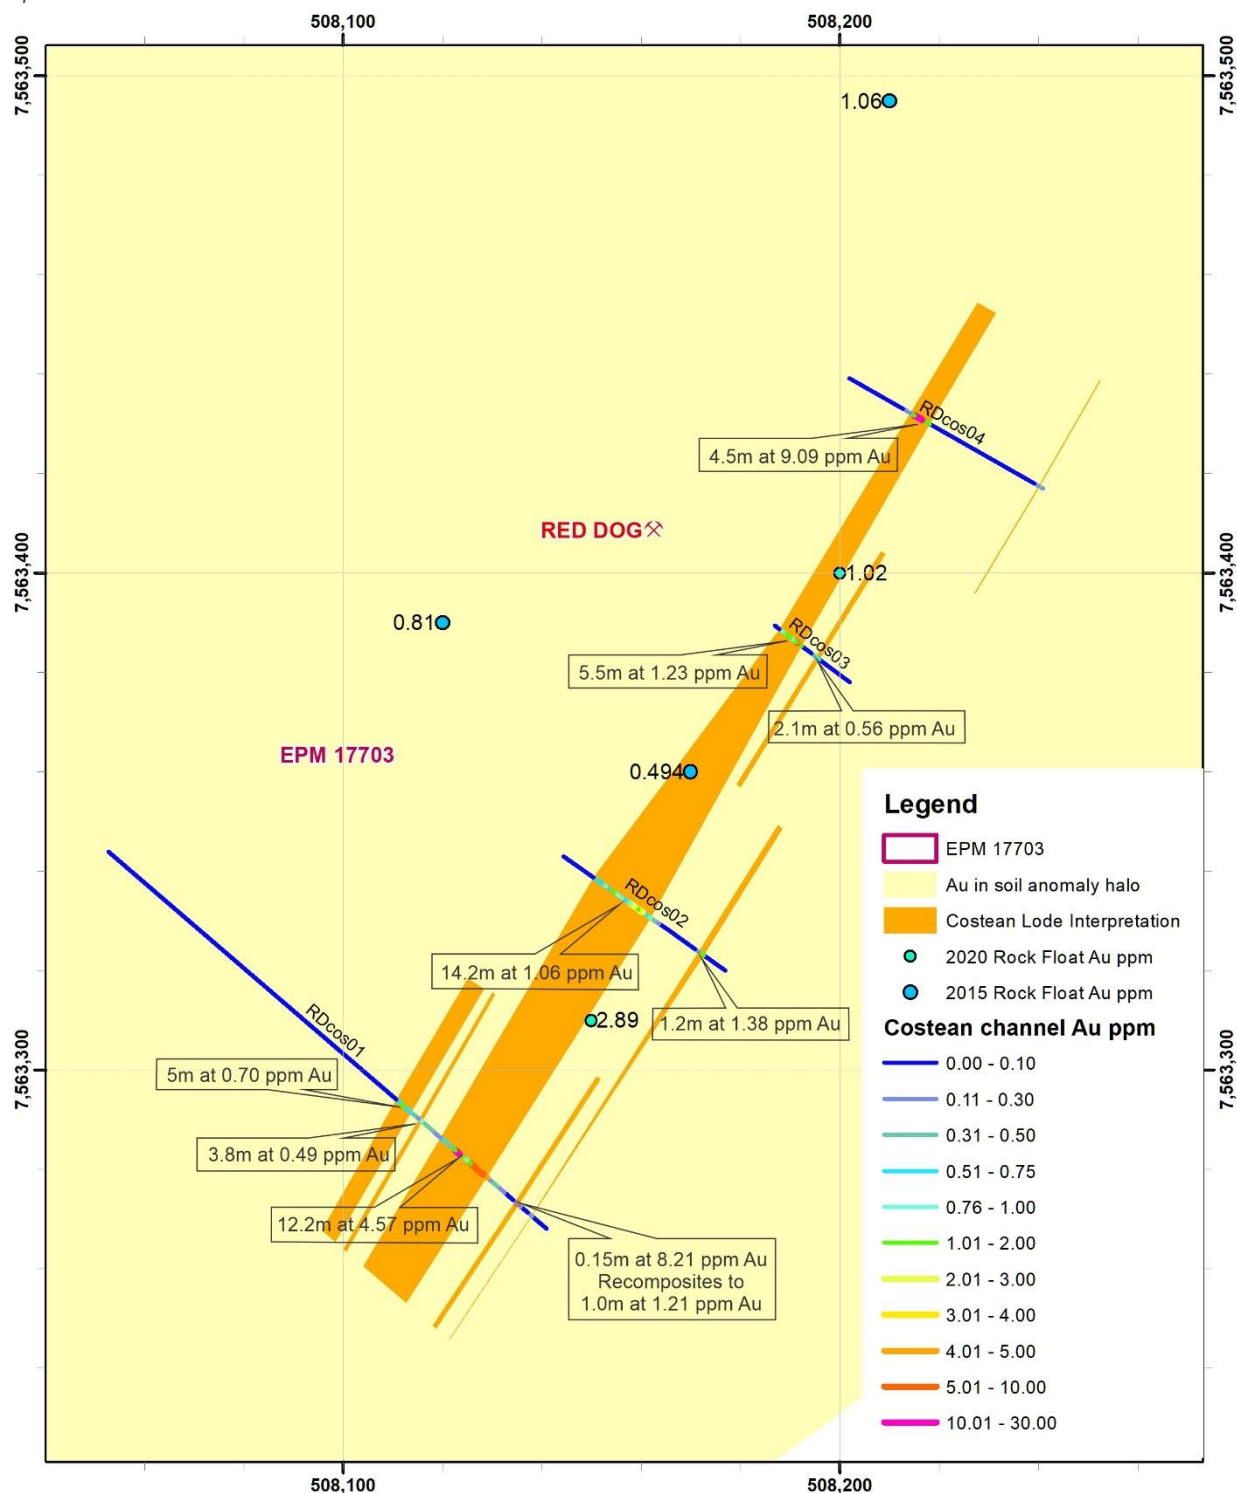 508,100
508,200
7,563,500
7,563,500
1.06
RDcos04
4.5m at 9.09 ppm Au
RED DOG
7,563,400
7,563,400
1.02
0.81
RDcos03
5.5m at 1.23 ppm Au
2.1m at 0.56 ppm Au
EPM 17703
0.494
RDcos02
14.2m at 1.06 ppm Au
1.2m at 1.38 ppm Au
2.89
RDcos01
7,563,300
7,563,300
5m at 0.70 ppm Au
3.8m at 0.49 ppm Au
12.2m at 4.57 ppm Au
0.15m at 8.21 ppm Au
Recomposites to
1.0m at 1.21 ppm Au
Legend
EPM 17703
Au in soil anomaly halo
Costean Lode Interpretation
2020 Rock Float Au ppm
2015 Rock Float Au ppm
Costean channel Au ppm
0.00 - 0.10
0.11 - 0.30
0.31 - 0.50
0.51 - 0.75
0.76 - 1.00
1.01 - 2.00
2.01 - 3.00
3.01 - 4.00
4.01 - 5.00
5.01 - 10.00
10.01 - 30.00
508,100
508,200